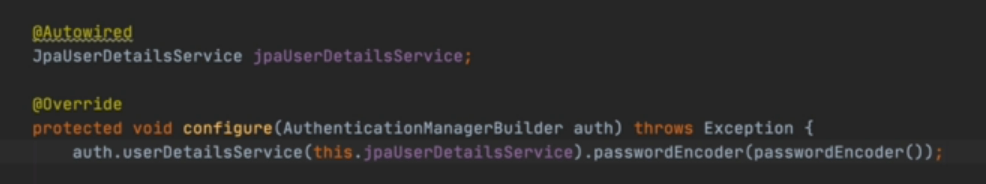 @Autowired
JpaUserDetailsService jpaUserDetailsService;
@Override
protected void configure(AuthenticationManagerBuilder auth) throws Exception {
auth.userDetailsService(this.jpaUserDetailsService).passwordEncoder(passwordEncoder());